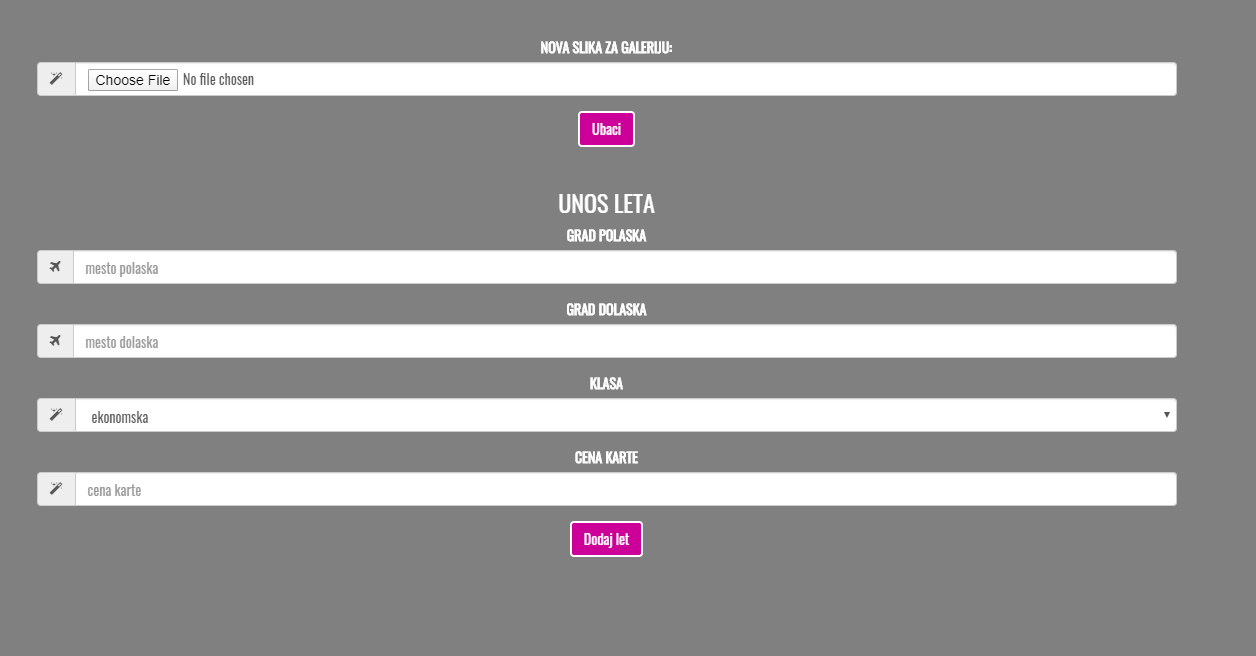 NOVA SLIKA ZA GALERIJU:
Choose File No file chosen
Ubaci
UNOS LETA
GRAD POLASKA
mesto polaska
GRAD DOLASKA
mesto dolaska
KLASA
ekonomska
CENA KARTE
cena karte
Dodaj let